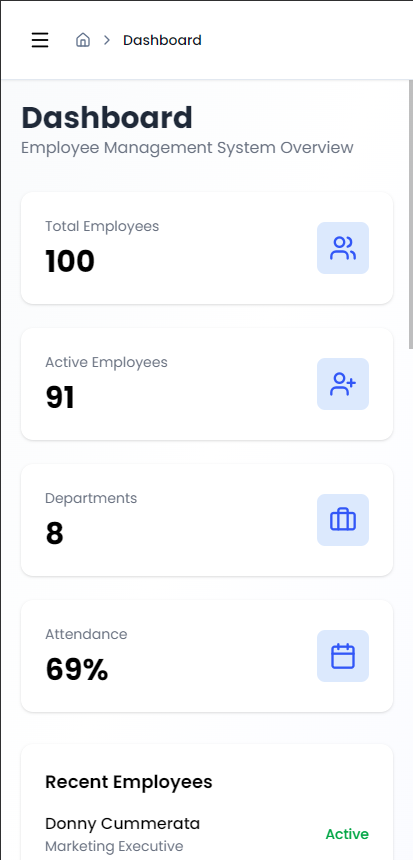 Dashboard
Dashboard
Employee Management System Overview
Total Employees
100
Active Employees
91
Departments
8
Attendance
69%
Recent Employees
Donny Cummerata
Active
Marketing Executive